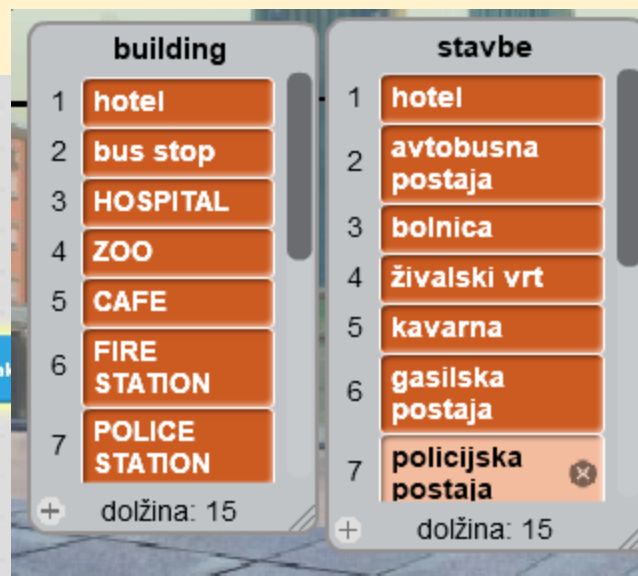 building
1 hotel
2 bus stop
3 HOSPITAL
4 ZOO
5 CAFE
6 FIRE
STATION
7 POLICE
STATION
+ dolžina: 15
stavbe
1 hotel
2 avtobusna
postaja
3 bolnica
4 živalski vrt
5 kavarna
6 gasilska
postaja
7 policijska
postaja
+ dolžina: 15